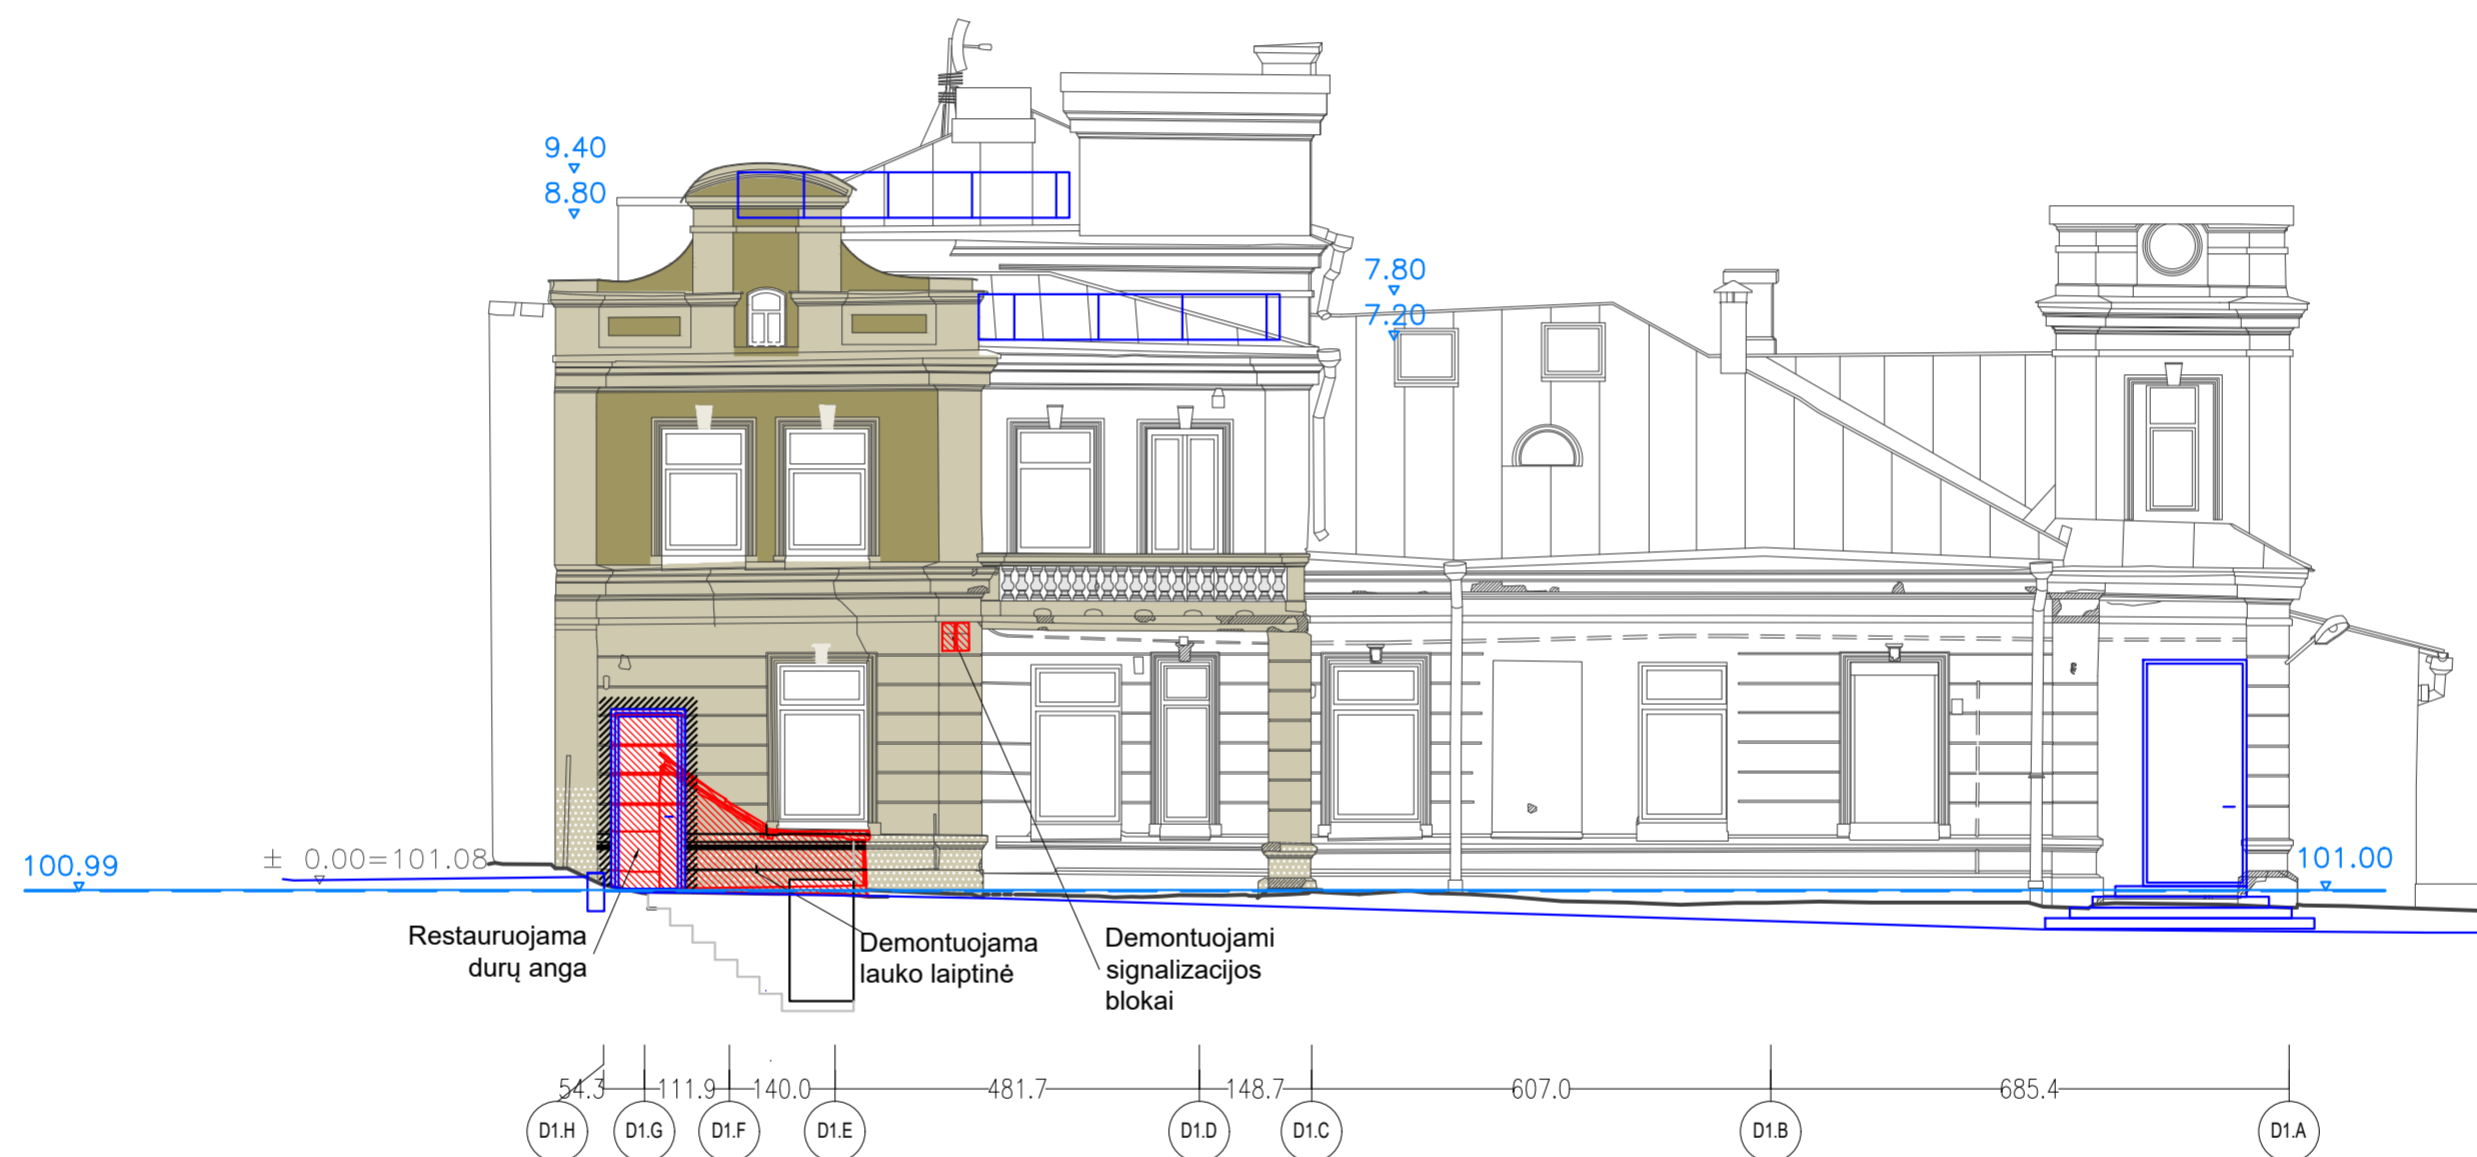 9.40
8.80
7.80
7.20
100.99
± 0.00=101.08
101.00
Restauruojama
durų anga
Demontuojama
lauko laiptinė
Demontuojami
signalizacijos
blokai
54.3 111.9 140.0 481.7 148.7 607.0 685.4
D1.H D1.G D1.F D1.E D1.D D1.C D1.B D1.A